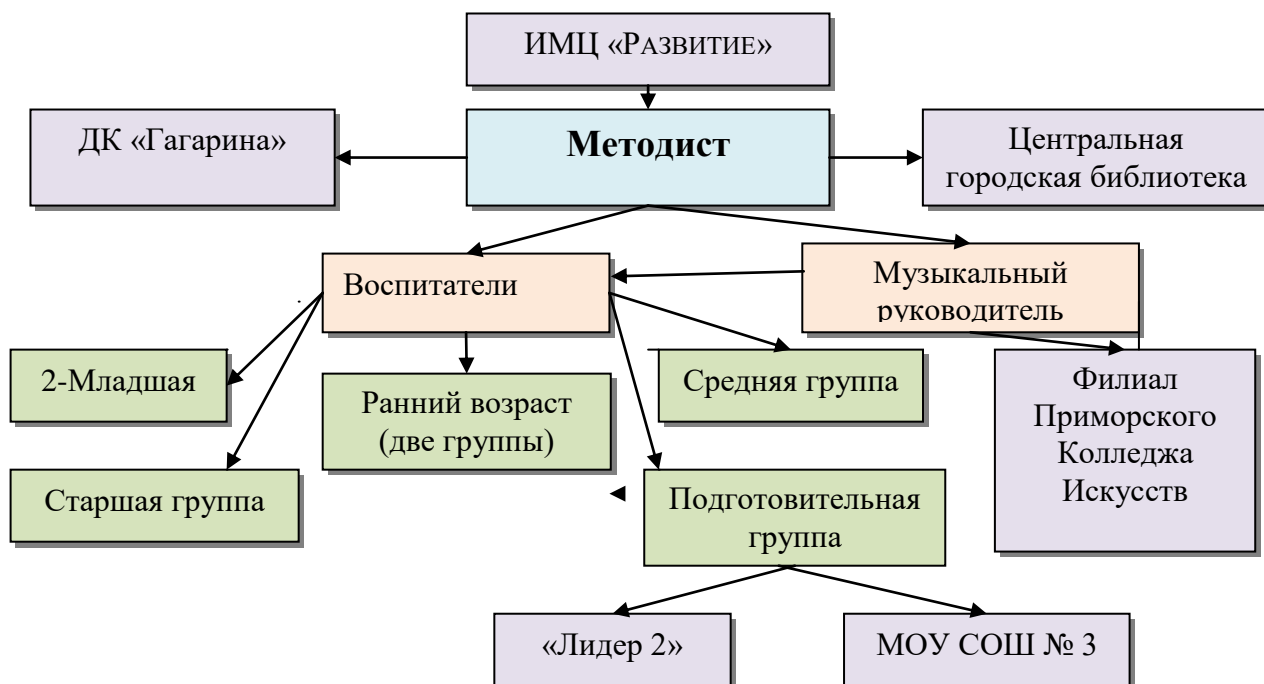 ИМЦ «РАЗВИТИЕ»
ДК «Гагарина»
Методист
Центральная
городская библиотека
Воспитатели
Музыкальный
руководитель
2-Младшая
Ранний возраст
(две группы)
Средняя группа
Филиал
Приморского
Колледжа
Искусств
Старшая группа
Подготовительная
группа
«Лидер 2»
МОУ СОШ № 3